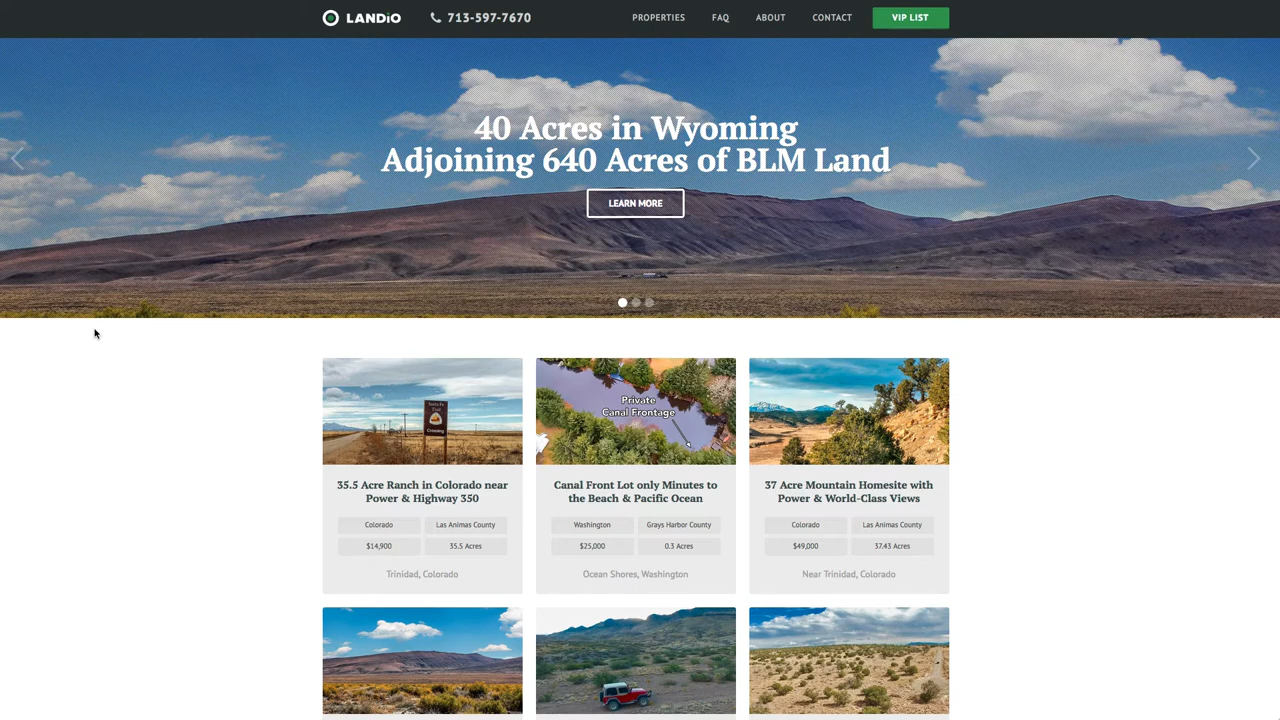 LANDiO
713-597-7670
PROPERTIES
FAQ
ABOUT
CONTACT
VIP LIST
40 Acres in Wyoming
Adjoining 640 Acres of BLM Land
LEARN MORE
Santa Fe
Trail
Crossing
Private
Canal Frontage
35.5 Acre Ranch in Colorado near
Power & Highway 350
Colorado
Las Animas County
$14,900
35.5 Acres
Trinidad, Colorado
Canal Front Lot only Minutes to
the Beach & Pacific Ocean
Washington
Grays Harbor County
$25,000
0.3 Acres
Ocean Shores, Washington
37 Acre Mountain Homesite with
Power & World-Class Views
Colorado
Las Animas County
$49,000
37.43 Acres
Near Trinidad, Colorado